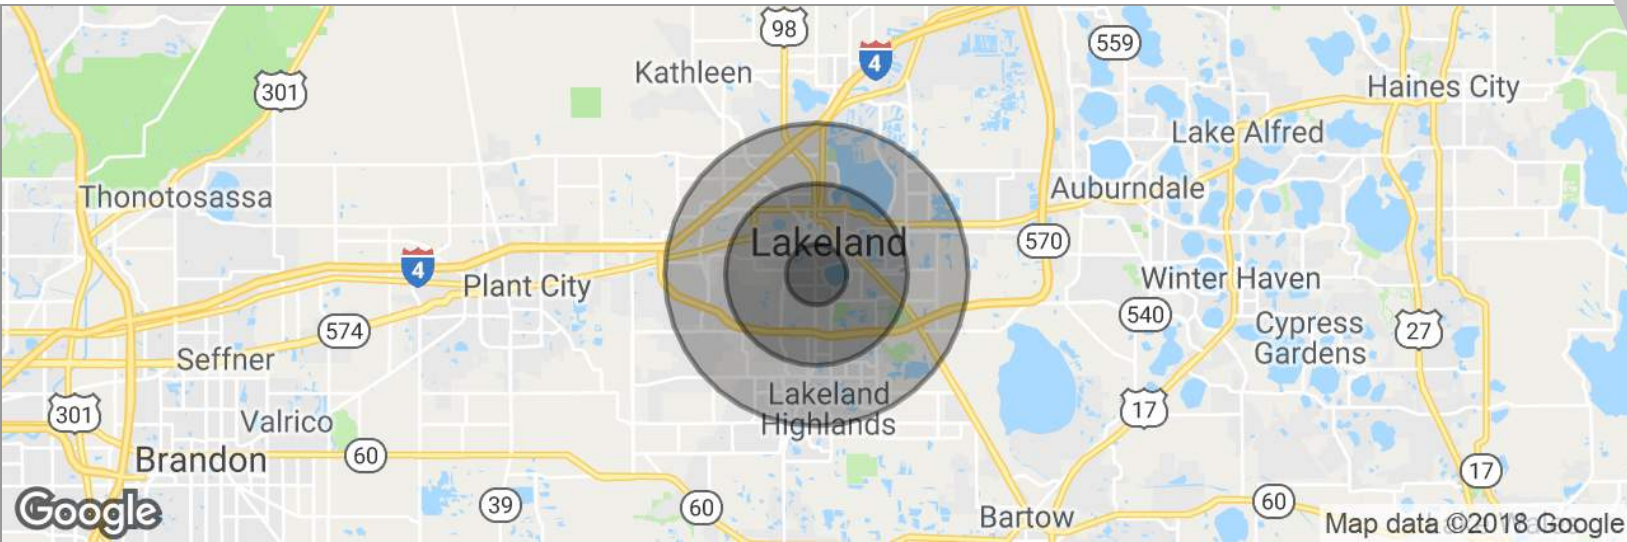 98
559
4
Kathleen
301
Haines City
Lake Alfred
Thonotosassa
Auburndale
Lakeland
570
4
Plant City
Winter Haven
540
574
Cypress
Gardens
27
Seffner
Lakeland
Highlands
301
Valrico
17
Brandon
60
17
39
60
60
Google
Bartow
Map data ©2018 Google